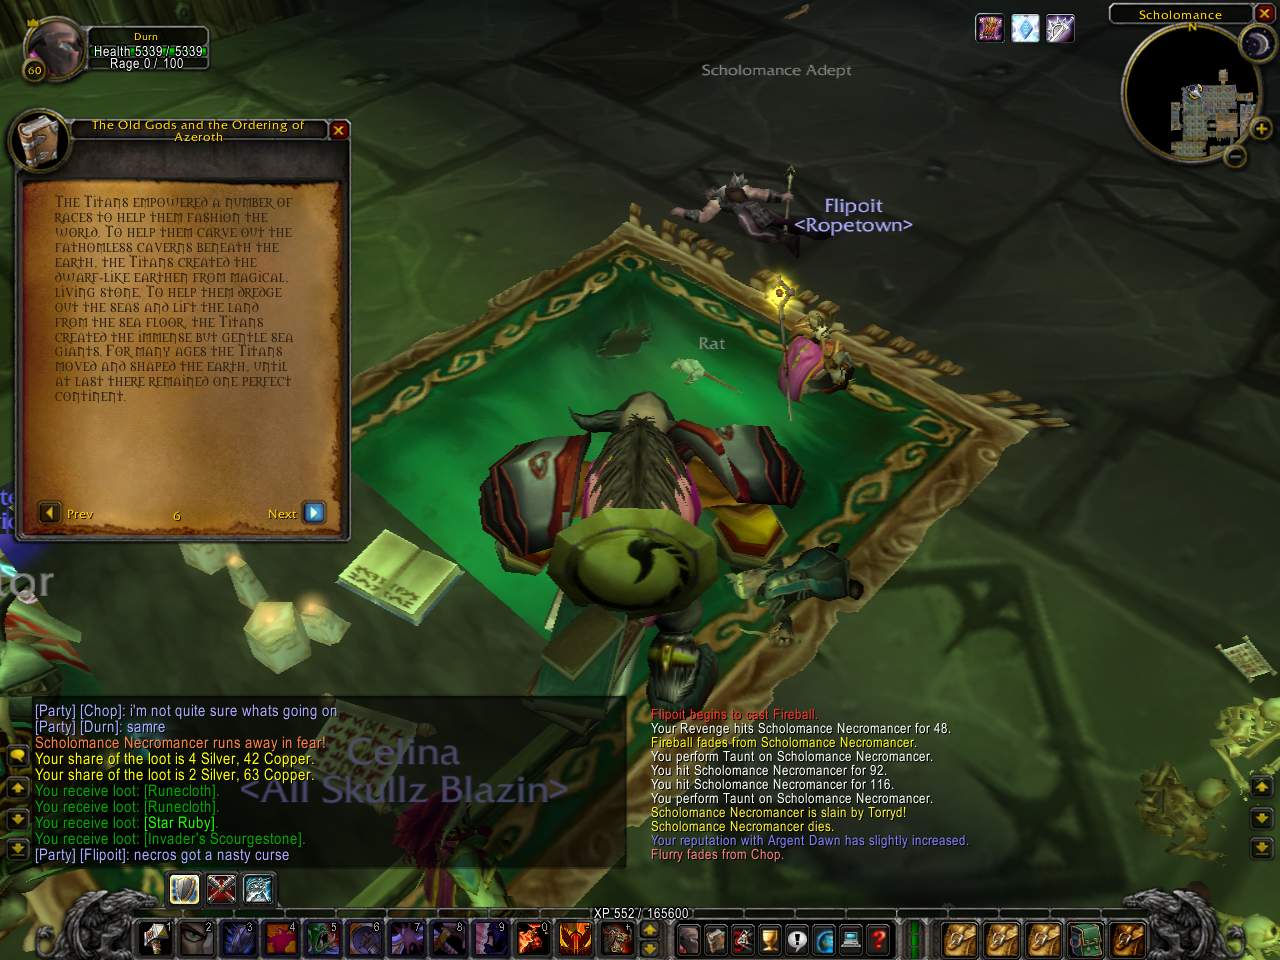 Durn
Health 5339 / 5339
Rage 0 / 100
60
Scholomance Adept
Scholomance
N
The Old Gods and the Ordering of
Azeroth
The Titans empowered a number of
races to help them fashion the
world. To help them carve out the
fathomless caverns beneath the
earth, the Titans created the
dwarf-like earthen from magical,
living stone. To help them dredge
out the seas and lift the land
from the sea floor, the Titans
created the immense but gentle sea
giants. For many ages the Titans
moved and shaped the earth, until
at last there remained one perfect
continent.
Prev
6
Next
Flipoit
<Ropetown>
Rat
tor
Celina
<All Skullz Blazin>
[Party] [Chop]: i'm not quite sure whats going on
[Party] [Durn]: samre
Scholomance Necromancer runs away in fear!
Your share of the loot is 4 Silver, 42 Copper.
Your share of the loot is 2 Silver, 63 Copper.
You receive loot: [Runecloth].
You receive loot: [Runecloth].
You receive loot: [Star Ruby].
You receive loot: [Invader's Scourgestone].
[Party] [Flipoit]: necros got a nasty curse
Flipoit begins to cast Fireball.
Your Revenge hits Scholomance Necromancer for 48.
Fireball fades from Scholomance Necromancer.
You perform Taunt on Scholomance Necromancer.
You hit Scholomance Necromancer for 92.
You hit Scholomance Necromancer for 116.
You perform Taunt on Scholomance Necromancer.
Scholomance Necromancer is slain by Torryd!
Scholomance Necromancer dies.
Your reputation with Argent Dawn has slightly increased.
Flurry fades from Chop.
XP 552 / 165600
1 2 3 4 5 6 7 8 9 0 - +